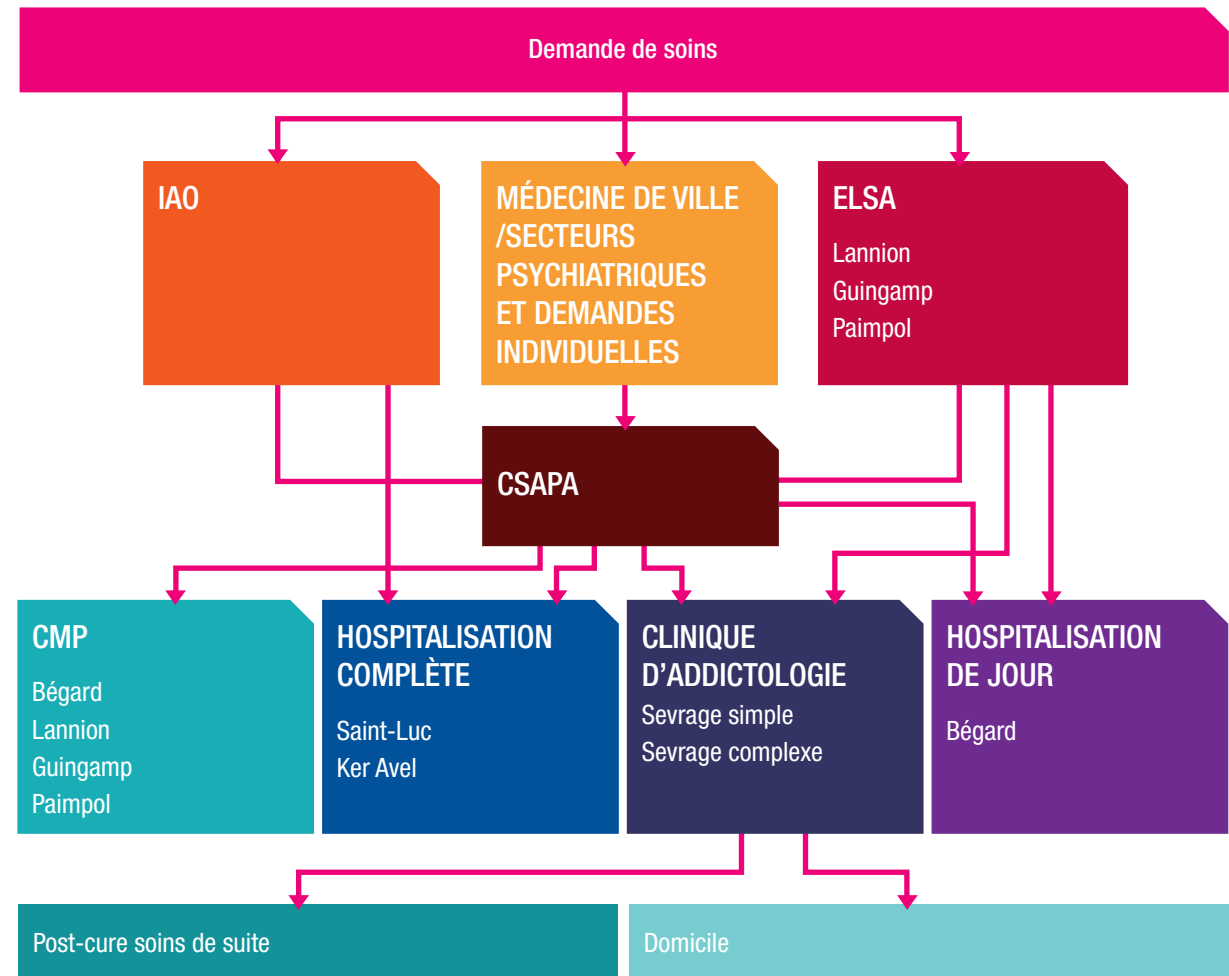 Demande de soins
IAO
MÉDECINE DE VILLE
/SECTEURS
PSYCHIATRIQUES
ET DEMANDES
INDIVIDUELLES
ELSA
Lannion
Guingamp
Paimpol
CSAPA
CMP
Bégard
Lannion
Guingamp
Paimpol
HOSPITALISATION
COMPLÈTE
Saint-Luc
Ker Avel
CLINIQUE
D’ADDICTOLOGIE
Sevrage simple
Sevrage complexe
HOSPITALISATION
DE JOUR
Bégard
Post-cure soins de suite
Domicile